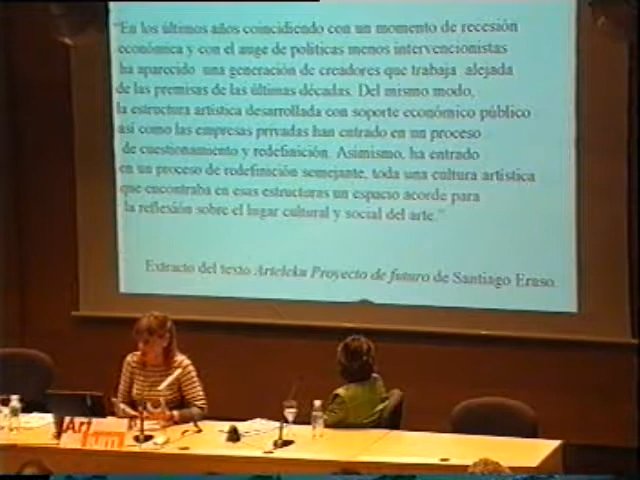 "En los últimos años coincidiendo con un momento de recesión
económica y con el auge de políticas menos intervencionistas
ha aparecido una generación de creadores que trabaja alejada
de las premisas de las últimas décadas. Del mismo modo,
la estructura artística desarrollada con soporte económico público
así como las empresas privadas han entrado en un proceso
de cuestionamiento y redefinición. Asimismo, ha entrado
en un proceso de redefinición semejante, toda una cultura artística
que encontraba en esas estructuras un espacio acorde para
la reflexión sobre el lugar cultural y social del arte."
Extracto del texto Arteleku Proyecto de futuro de Santiago Eraso